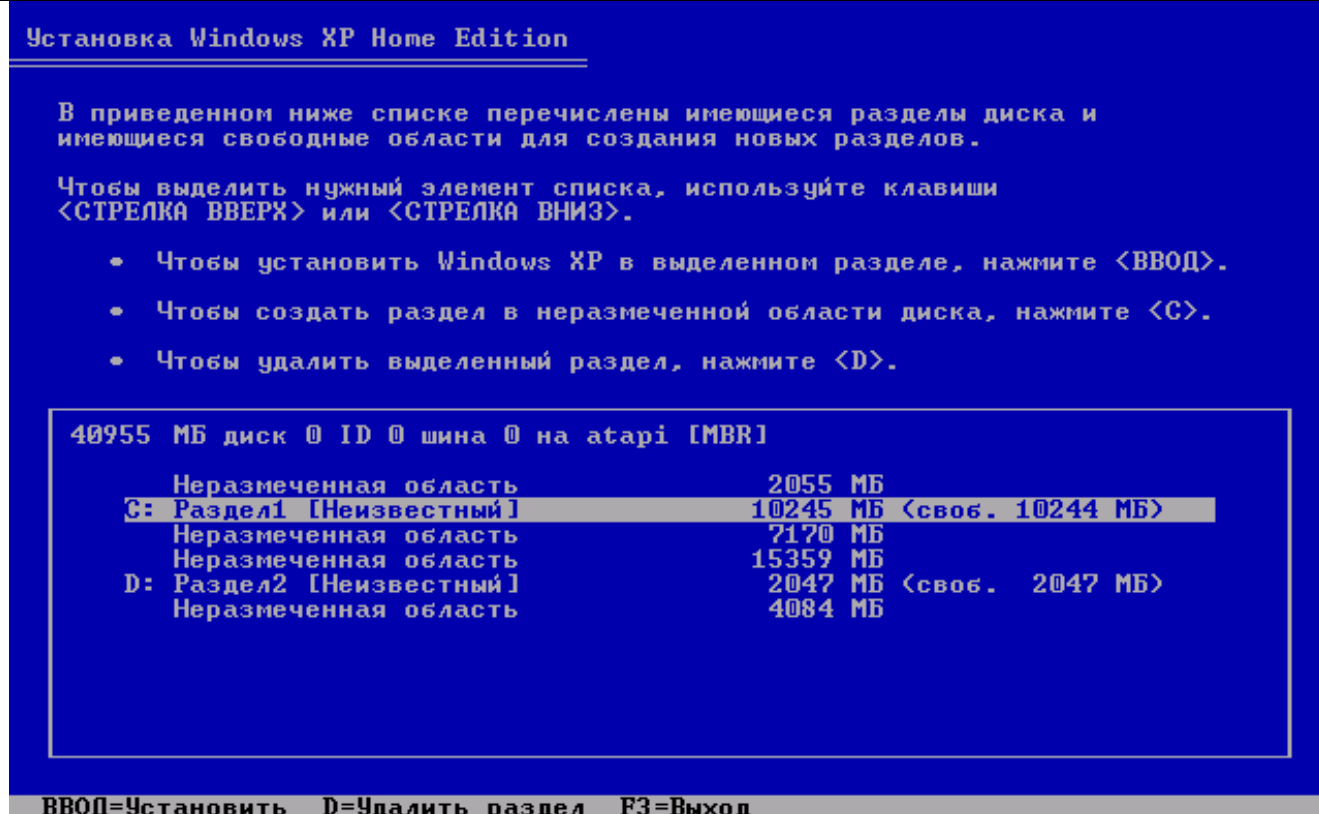 Установка Windows XP Home Edition
В приведенном ниже списке перечислены имеющиеся разделы диска и
имеющиеся свободные области для создания новых разделов.
Чтобы выделить нужный элемент списка, используйте клавиши
<СТРЕЛКА ВВЕРХ> или <СТРЕЛКА ВНИЗ>.
• Чтобы установить Windows XP в выделенном разделе, нажмите <ВВОД>.
• Чтобы создать раздел в неразмеченной области диска, нажмите <C>.
• Чтобы удалить выделенный раздел, нажмите <D>.
40955 МБ диск 0 ID 0 шина 0 на atapi [MBR]
Неразмеченная область 2055 МБ
C: Раздел1 [Неизвестный] 10245 МБ (своб. 10244 МБ)
Неразмеченная область 7170 МБ
Неразмеченная область 15359 МБ
D: Раздел2 [Неизвестный] 2047 МБ (своб. 2047 МБ)
Неразмеченная область 4084 МБ
ВВОД=Установить D=Удалить раздел F3=Выход